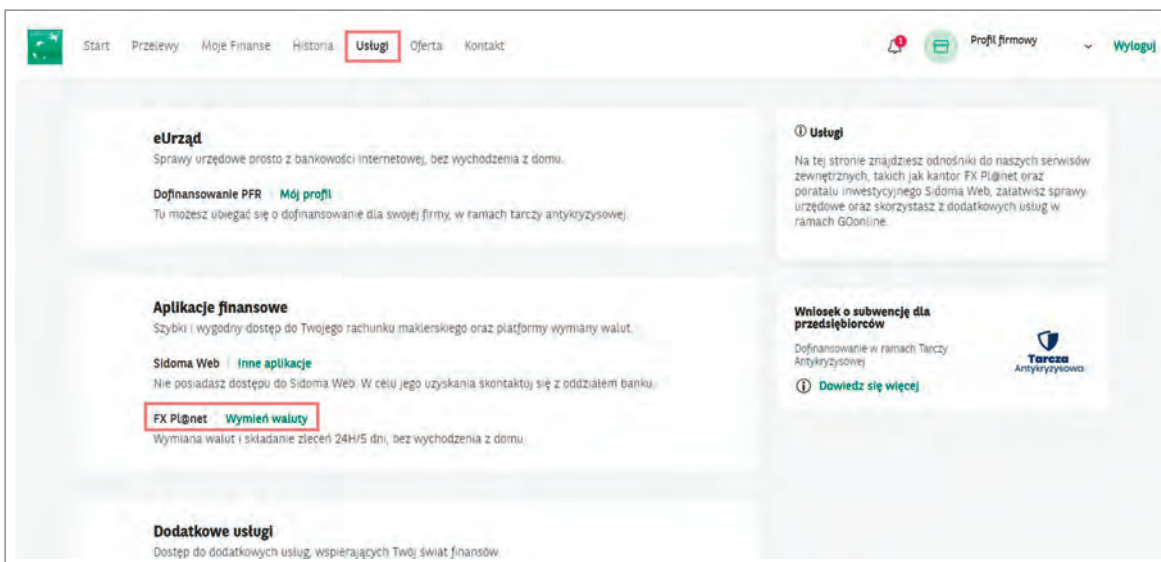 Start Przelewy Moje Finanse Historia Usługi Oferta Kontakt 1 Profil firmowy Wyloguj
eUrząd
Sprawy urzędowe prosto z bankowości internetowej, bez wychodzenia z domu.
Dofinansowanie PFR Mój profil
Tu możesz ubiegać się o dofinansowanie dla swojej firmy, w ramach tarczy antykryzysowej.
Usługi
Na tej stronie znajdziesz odnośniki do naszych serwisów
zewnętrznych, takich jak kantor FX Pl@net oraz
poratalu inwestycyjnego Sidoma Web, załatwisz sprawy
urzędowe oraz skorzystasz z dodatkowych usług w
ramach GOonline.
Aplikacje finansowe
Szybki i wygodny dostęp do Twojego rachunku maklerskiego oraz platformy wymiany walut.
Sidoma Web Inne aplikacje
Nie posiadasz dostępu do Sidoma Web. W celu jego uzyskania skontaktuj się z oddziałem banku.
FX Pl@net Wymień waluty
Wymiana walut i składanie zleceń 24H/5 dni, bez wychodzenia z domu
Wniosek o subwencję dla
przedsiębiorców
Dofinansowanie w ramach Tarczy
Antykryzysowej
Dowiedz się więcej
Tarcza
Antykryzysowa
Dodatkowe usługi
Dostęp do dodatkowych usług, wspierających Twój świat finansów